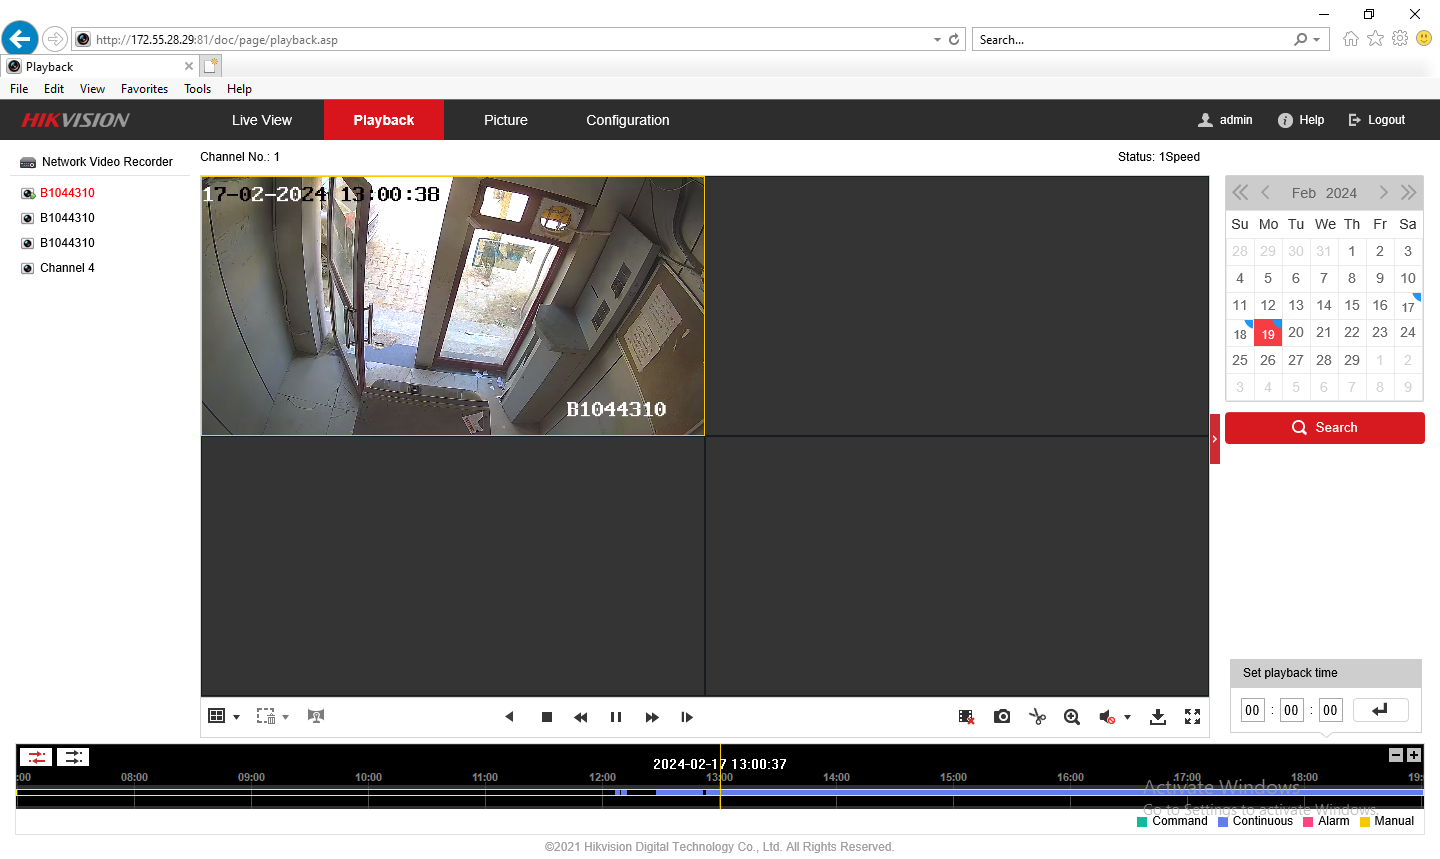 http://172.55.28.29:81/doc/page/playback.asp
Search...
Playback
File Edit View Favorites Tools Help
HIKVISION Live View Playback Picture Configuration admin Help Logout
Network Video Recorder
B1044310
B1044310
B1044310
Channel 4
Channel No.: 1 Status: 1Speed
17-02-2024 13:00:38
B1044310
Feb 2024
Su Mo Tu We Th Fr Sa
28 29 30 31 1 2 3
4 5 6 7 8 9 10
11 12 13 14 15 16 17
18 19 20 21 22 23 24
25 26 27 28 29 1 2
3 4 5 6 7 8 9
Search
Set playback time
00 : 00 : 00
2024-02-17 13:00:37
:00 08:00 09:00 10:00 11:00 12:00 13:00 14:00 15:00 16:00 17:00 18:00 19:
Activate Windows
Go to Settings to activate Windows.
Command Continuous Alarm Manual
©2021 Hikvision Digital Technology Co., Ltd. All Rights Reserved.